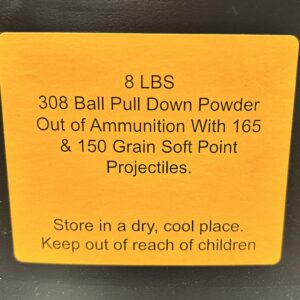 8 LBS
308 Ball Pull Down Powder
Out of Ammunition With 165
& 150 Grain Soft Point
Projectiles.
Store in a dry, cool place.
Keep out of reach of children